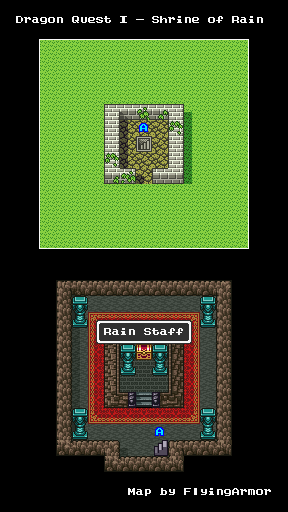 Dragon Quest I – Shrine of Rain
A
Rain Staff
A
Map by FlyingArmor